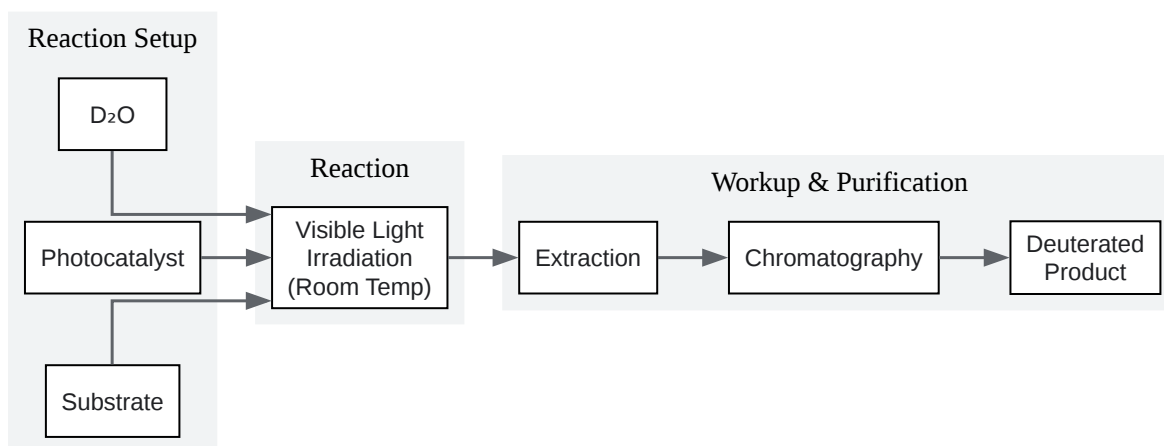 Reaction Setup
D₂O
Photocatalyst
Substrate
Reaction
Visible Light
Irradiation
(Room Temp)
Workup & Purification
Extraction
Chromatography
Deuterated
Product